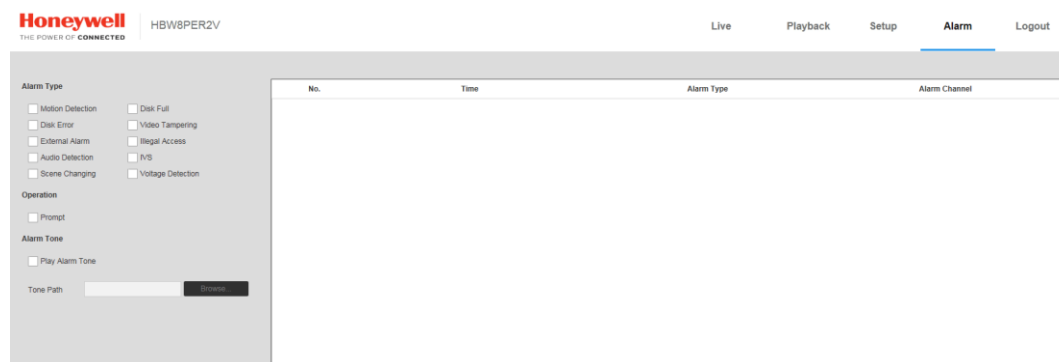 Honeywell
THE POWER OF CONNECTED
HBW8PER2V
Live Playback Setup Alarm Logout
Alarm Type
Motion Detection Disk Full
Disk Error Video Tampering
External Alarm Illegal Access
Audio Detection IVS
Scene Changing Voltage Detection
Operation
Prompt
Alarm Tone
Play Alarm Tone
Tone Path Browse...
No. Time Alarm Type Alarm Channel